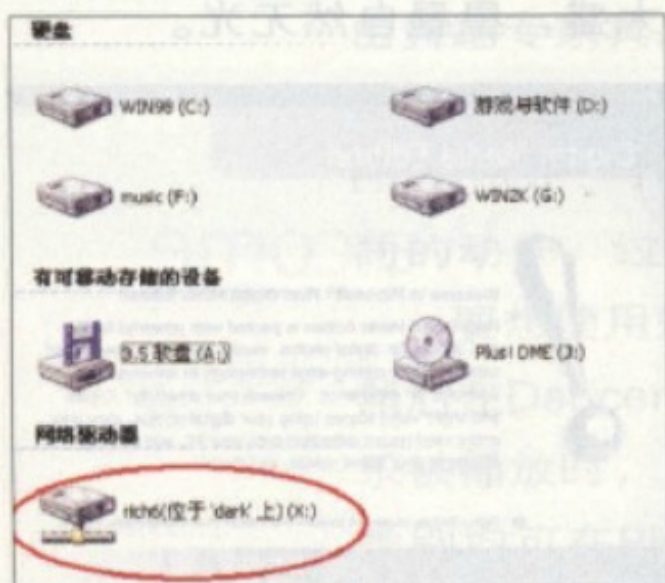 硬盘
WIN98 (C:)
游戏与软件 (D:)
music (F:)
WIN2K (G:)
有可移动存储的设备
3.5 软盘 (A:)
Plus! DME (J:)
网络驱动器
rich6(位于 'dark' 上) (X:)